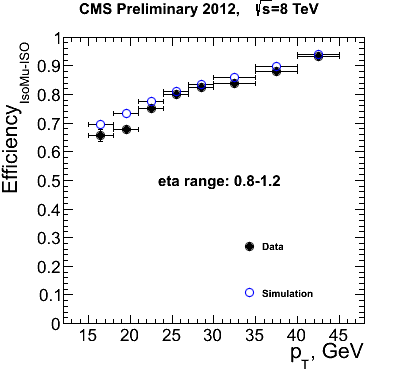 CMS Preliminary 2012, √s=8 TeV
Efficiency IsoMu-ISO
1
0.9
0.8
0.7
0.6
0.5
0.4
0.3
0.2
0.1
0
eta range: 0.8-1.2
Data
Simulation
15 20 25 30 35 40 45
p_T, GeV